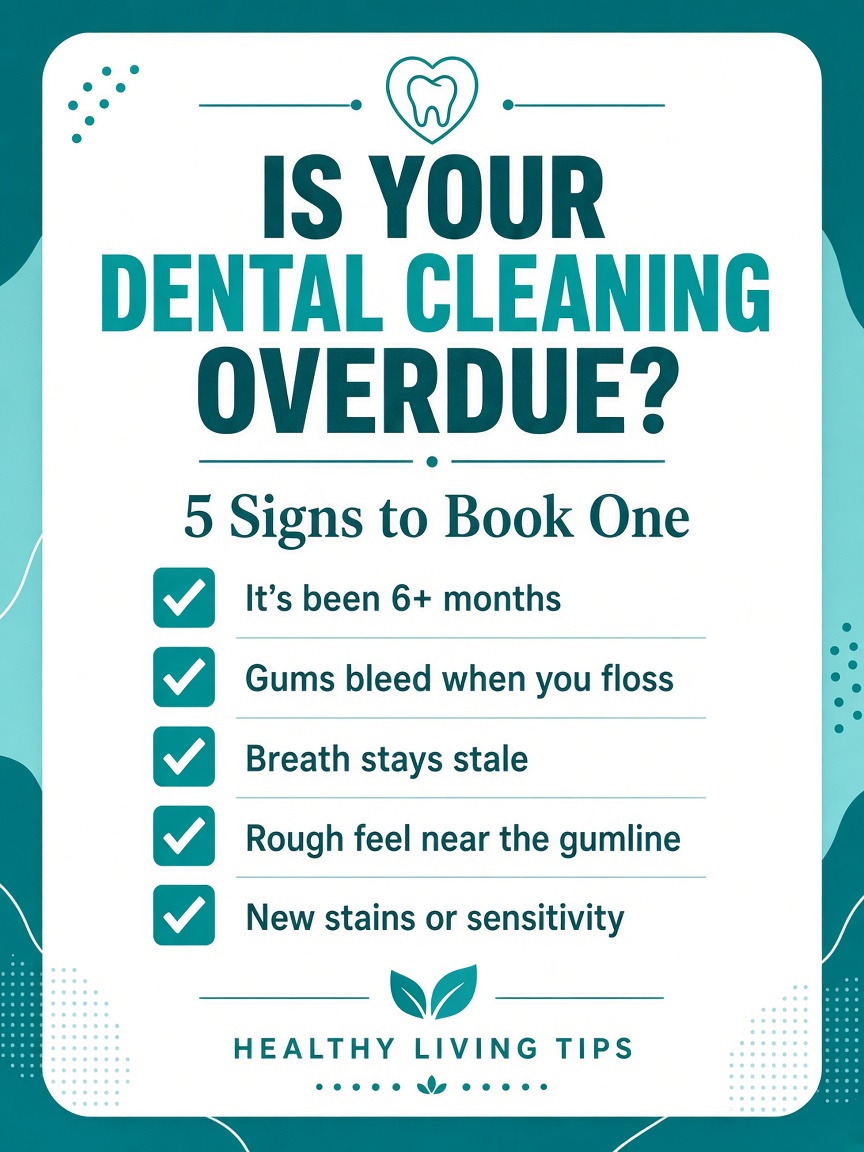 IS YOUR
DENTAL CLEANING
OVERDUE?
5 Signs to Book One
It’s been 6+ months
Gums bleed when you floss
Breath stays stale
Rough feel near the gumline
New stains or sensitivity
HEALTHY LIVING TIPS